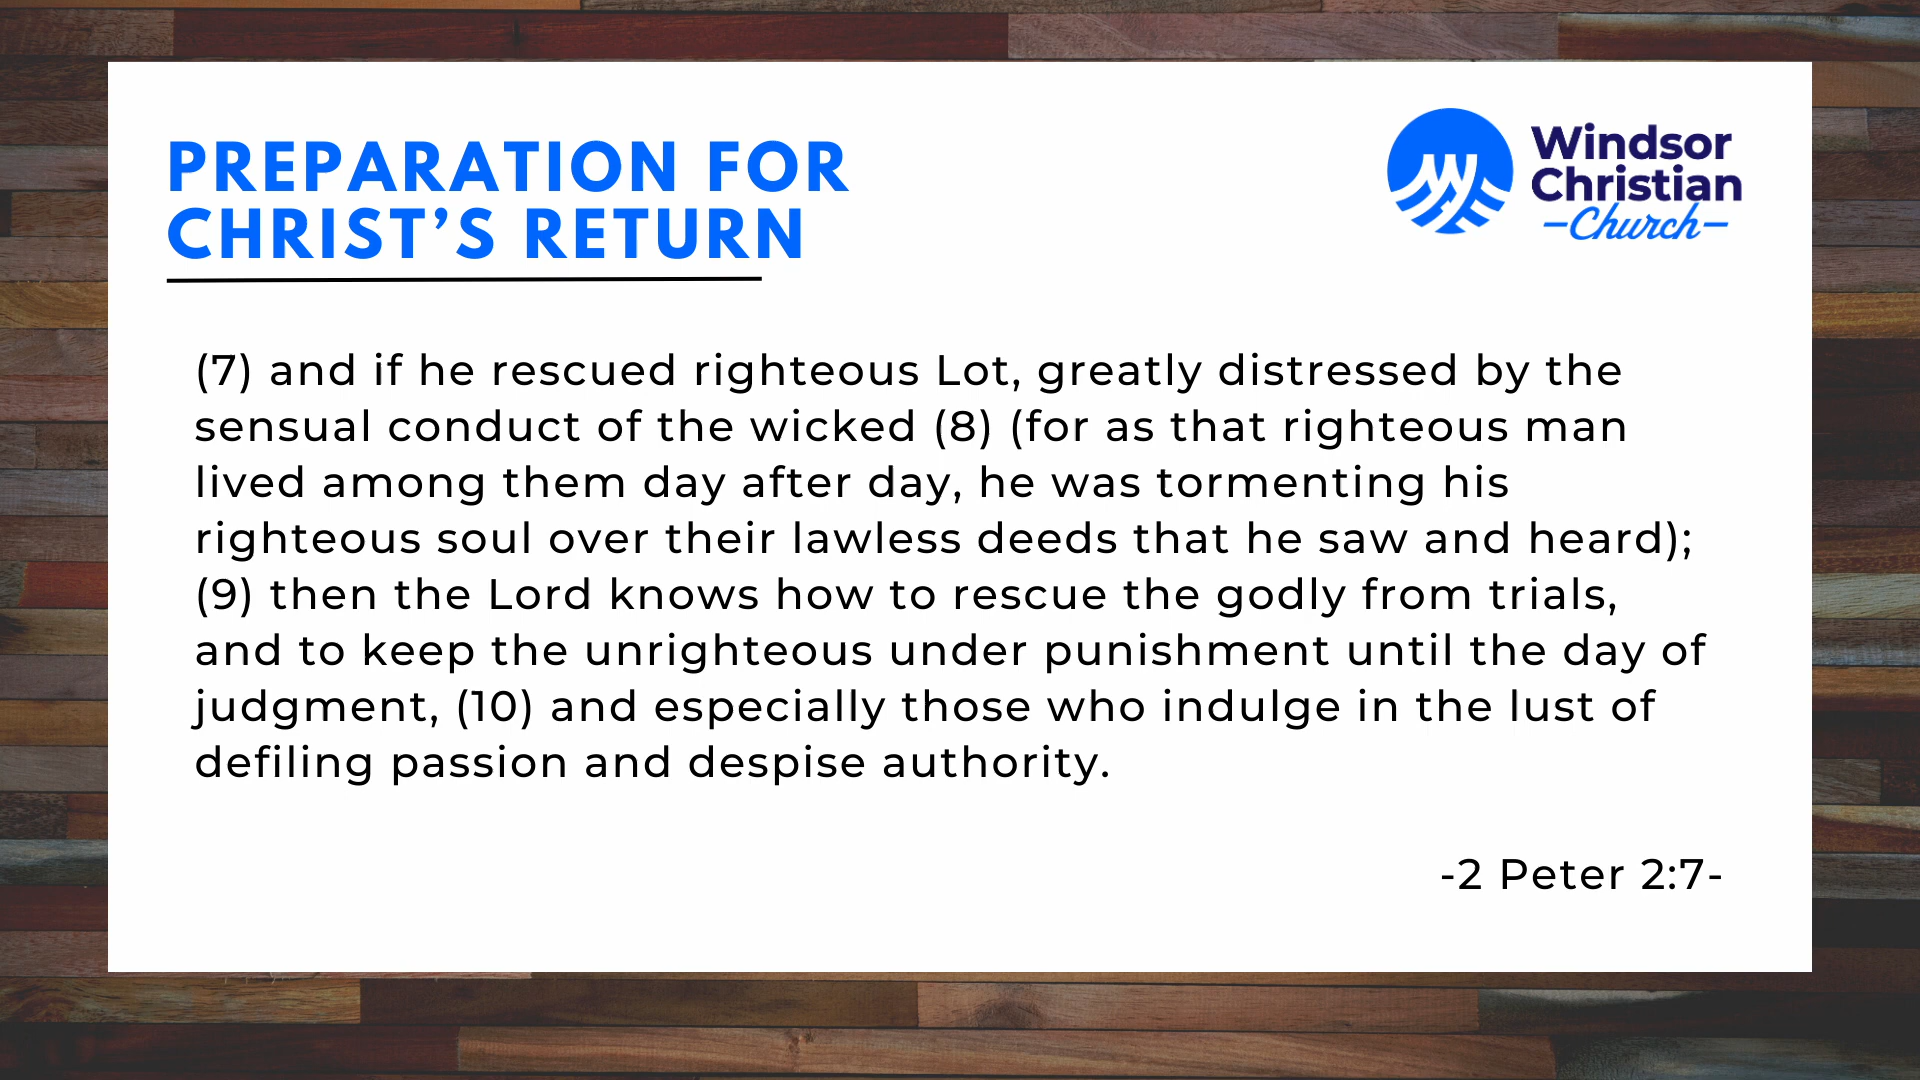 PREPARATION FOR
CHRIST’S RETURN
Windsor
Christian
-Church-
(7) and if he rescued righteous Lot, greatly distressed by the
sensual conduct of the wicked (8) (for as that righteous man
lived among them day after day, he was tormenting his
righteous soul over their lawless deeds that he saw and heard);
(9) then the Lord knows how to rescue the godly from trials,
and to keep the unrighteous under punishment until the day of
judgment, (10) and especially those who indulge in the lust of
defiling passion and despise authority.
-2 Peter 2:7-